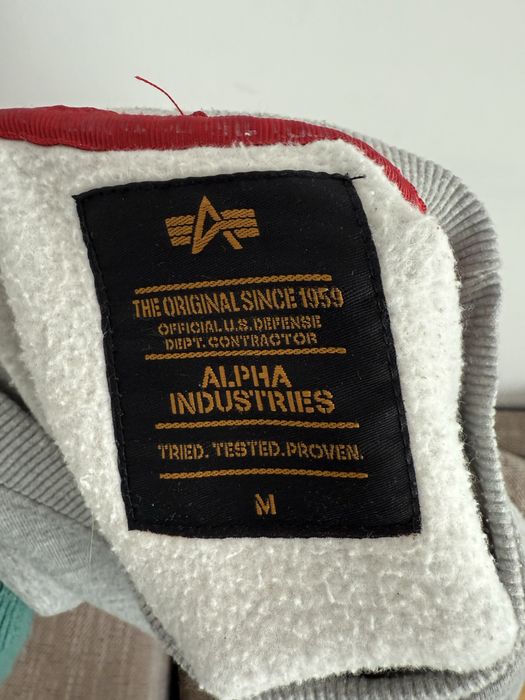 THE ORIGINAL SINCE 1959
OFFICIAL U.S. DEFENSE
DEPT. CONTRACTOR
ALPHA
INDUSTRIES
TRIED. TESTED. PROVEN.
M